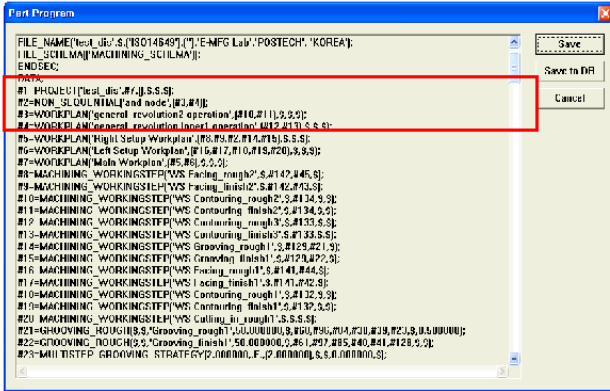 Part Program
FILE_NAME('test_dis',$,('ISO14649'),(''),'E-MFG Lab','POSTECH', 'KOREA');
FILE_SCHEMA(('MACHINING_SCHEMA'));
ENDSEC;
DATA;
#1=PROJECT('test_dis',#7,(),$,$,$);
#2=NON_SEQUENTIAL('and node',(#3,#4));
#3=WORKPLAN('general_revolution2 operation',(#10,#11),$,$,$);
#4=WORKPLAN('general_revolution1 operation',(#12,#13),$,$,$);
#5=WORKPLAN('Right Setup Workplan',(#8,#9,#2,#14,#15),$,$,$);
#6=WORKPLAN('Left Setup Workplan',(#16,#17,#18,#19,#20),$,$,$);
#7=WORKPLAN('Main Workplan',(#5,#6),$,$,$);
#8=MACHINING_WORKINGSTEP('WS Facing_rough2',$,#142,#45,$);
#9=MACHINING_WORKINGSTEP('WS Facing_finish2',$,#142,#43,$);
#10=MACHINING_WORKINGSTEP('WS Contouring_rough2',$,#134,$,$);
#11=MACHINING_WORKINGSTEP('WS Contouring_finish2',$,#134,$,$);
#12=MACHINING_WORKINGSTEP('WS Contouring_rough3',$,#133,$,$);
#13=MACHINING_WORKINGSTEP('WS Contouring_finish3',$,#133,$,$);
#14=MACHINING_WORKINGSTEP('WS Grooving_rough1',$,#129,#21,$);
#15=MACHINING_WORKINGSTEP('WS Grooving_finish1',$,#129,#22,$);
#16=MACHINING_WORKINGSTEP('WS Facing_rough1',$,#141,#44,$);
#17=MACHINING_WORKINGSTEP('WS Facing_finish1',$,#141,#42,$);
#18=MACHINING_WORKINGSTEP('WS Contouring_rough1',$,#132,$,$);
#19=MACHINING_WORKINGSTEP('WS Contouring_finish1',$,#132,$,$);
#20=MACHINING_WORKINGSTEP('WS Cutting_in_rough1',$,$,$,$);
#21=GROOVING_ROUGH($,$,'Grooving_rough1',50.000000,$,#60,#96,#84,#38,#39,#23,$,0.500000);
#22=GROOVING_ROUGH($,$,'Grooving_finish1',50.000000,$,#61,#97,#85,#40,#41,#128,$,$);
#23=MULTISTEP_GROOVING_STRATEGY(2.000000,.F.,(2.000000),$,$,0.000000,$);
Save
Save to DB
Cancel